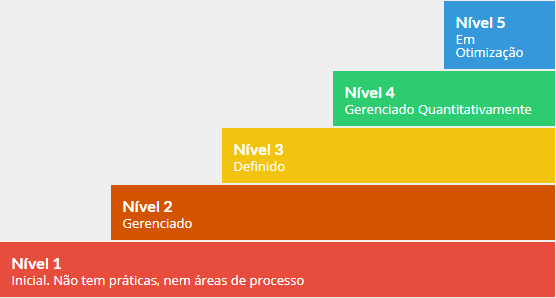 Nível 5
Em
Otimização
Nível 4
Gerenciado Quantitativamente
Nível 3
Definido
Nível 2
Gerenciado
Nível 1
Inicial. Não tem práticas, nem áreas de processo